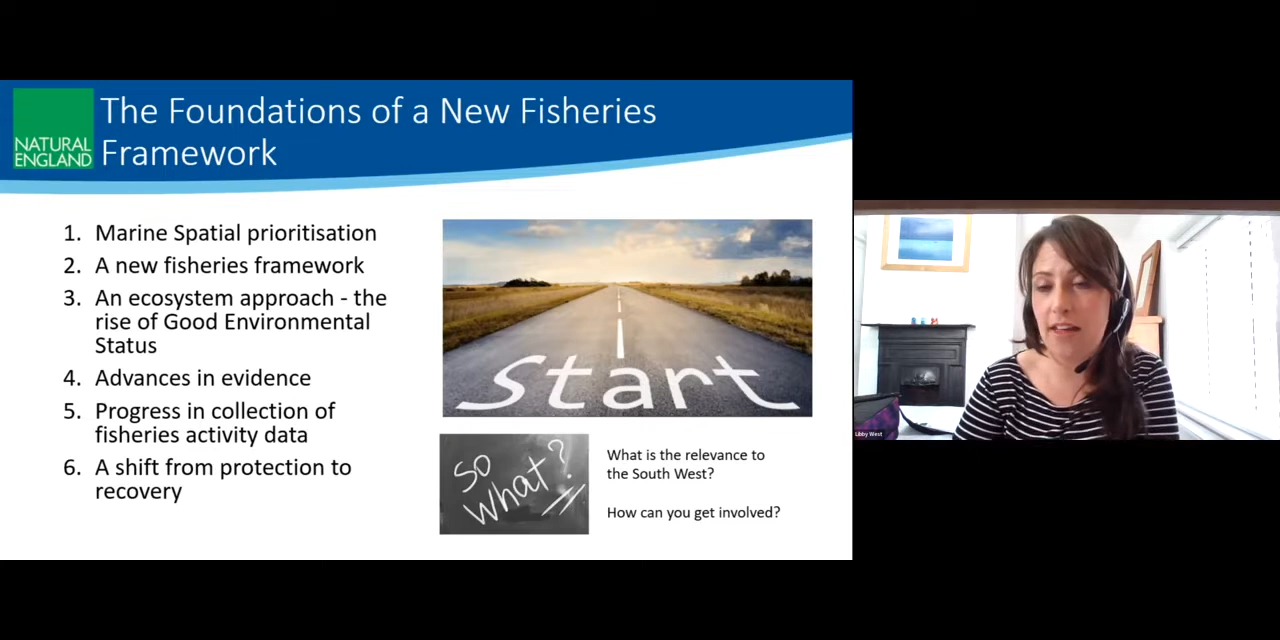 The Foundations of a New Fisheries
Framework
NATURAL
ENGLAND
1. Marine Spatial prioritisation
2. A new fisheries framework
3. An ecosystem approach - the
rise of Good Environmental
Status
4. Advances in evidence
5. Progress in collection of
fisheries activity data
6. A shift from protection to
recovery
Start
So
what?
What is the relevance to
the South West?
How can you get involved?
Libby West